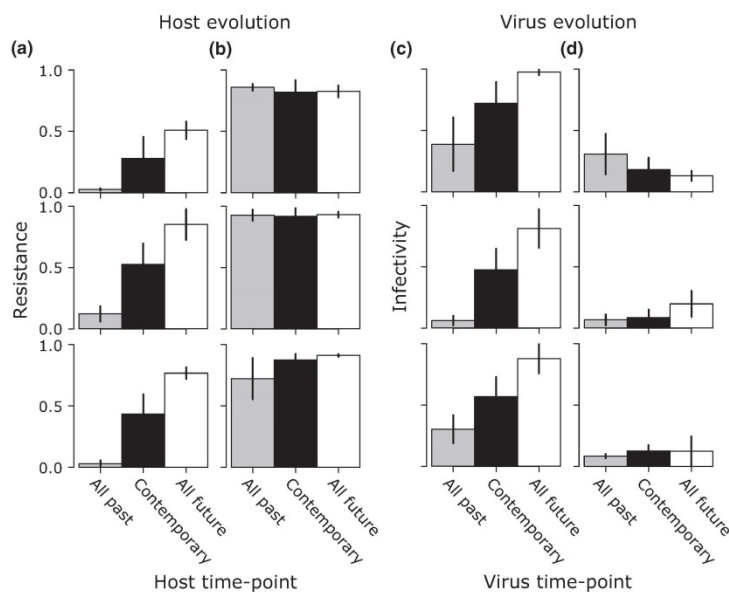 Host evolution
Virus evolution
(a)
(b)
(c)
(d)
1.0
0.5
0.0
1.0
0.5
0.0
1.0
0.5
0.0
Resistance
Infectivity
All past
Contemporary
All future
All past
Contemporary
All future
All past
Contemporary
All future
All past
Contemporary
All future
Host time-point
Virus time-point